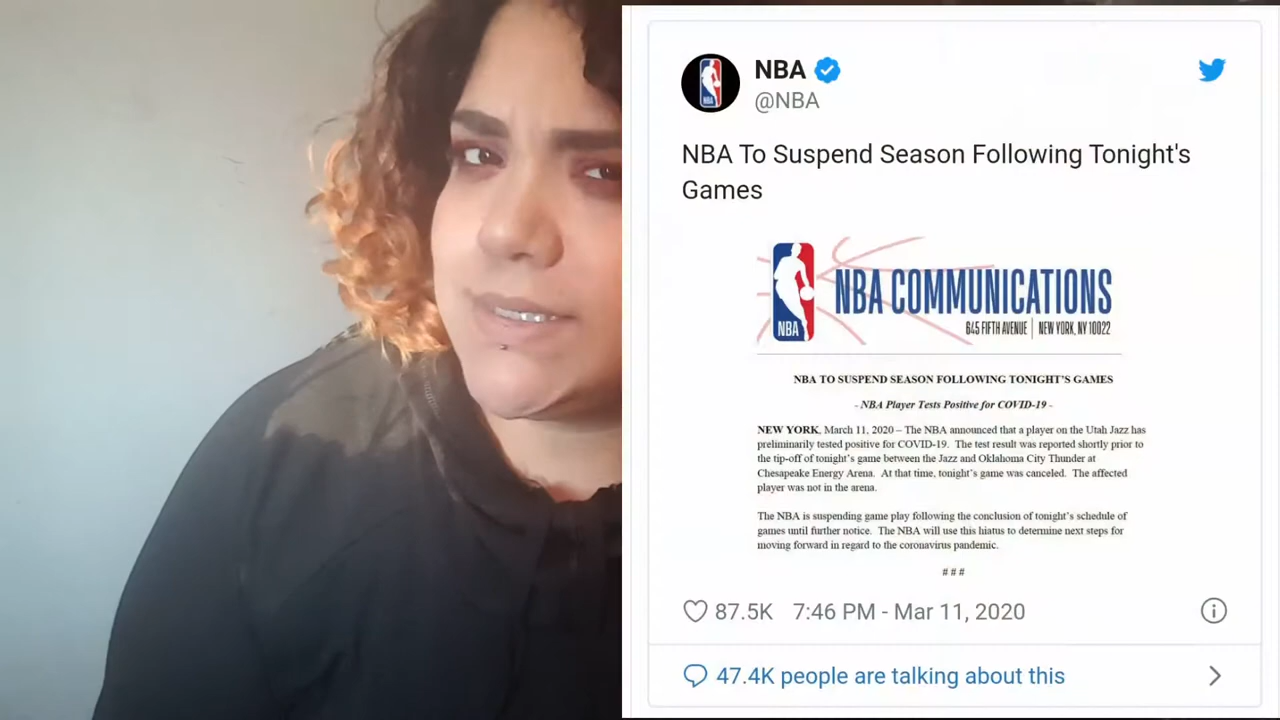 NBA
@NBA
NBA To Suspend Season Following Tonight's
Games
NBA
NBA COMMUNICATIONS
645 FIFTH AVENUE | NEW YORK, NY 10022
NBA TO SUSPEND SEASON FOLLOWING TONIGHT'S GAMES
- NBA Player Tests Positive for COVID-19 -
NEW YORK, March 11, 2020 – The NBA announced that a player on the Utah Jazz has
preliminarily tested positive for COVID-19. The test result was reported shortly prior to
the tip-off of tonight's game between the Jazz and Oklahoma City Thunder at
Chesapeake Energy Arena. At that time, tonight's game was canceled. The affected
player was not in the arena.
The NBA is suspending game play following the conclusion of tonight's schedule of
games until further notice. The NBA will use this hiatus to determine next steps for
moving forward in regard to the coronavirus pandemic.
# # #
87.5K 7:46 PM - Mar 11, 2020
47.4K people are talking about this